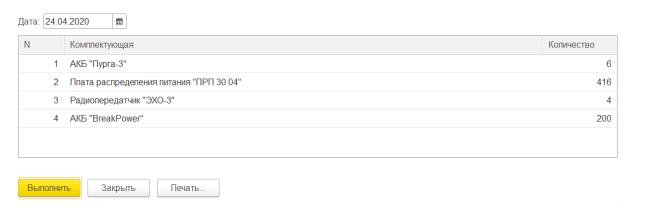 Дата: 24.04.2020
N Комплектующая Количество
1 АКБ "Пурга-3" 6
2 Плата распределения питания "ПРП 30.04" 416
3 Радиопередатчик "ЭХО-3" 4
4 АКБ "BreakPower" 200
Выполнить Закрыть Печать...